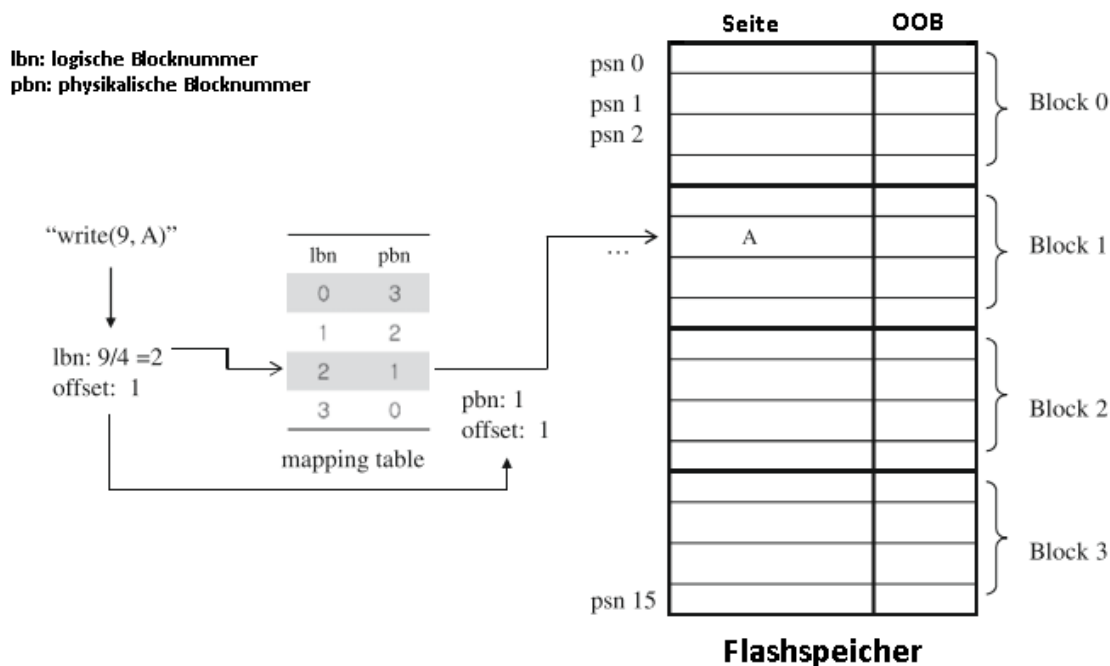 lbn: logische Blocknummer
pbn: physikalische Blocknummer
Seite OOB
psn 0
psn 1
psn 2
Block 0
“write(9, A)”
lbn: 9/4 =2
offset: 1
lbn pbn
0 3
1 2
2 1
3 0
mapping table
pbn: 1
offset: 1
...
A
Block 1
Block 2
Block 3
psn 15
Flashspeicher